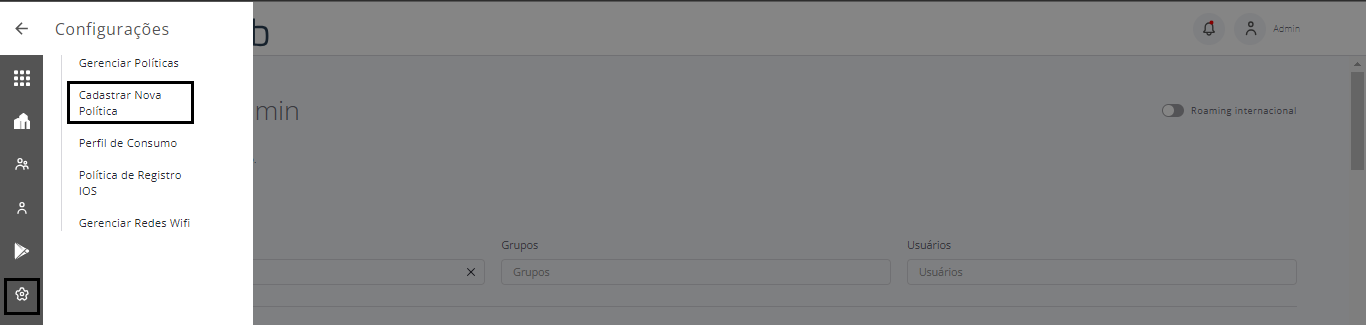 Configurações
Admin
Gerenciar Políticas
Cadastrar Nova
Política
min
Roaming internacional
Perfil de Consumo
Política de Registro
IOS
Gerenciar Redes Wifi
Grupos
Usuários
Grupos
Usuários